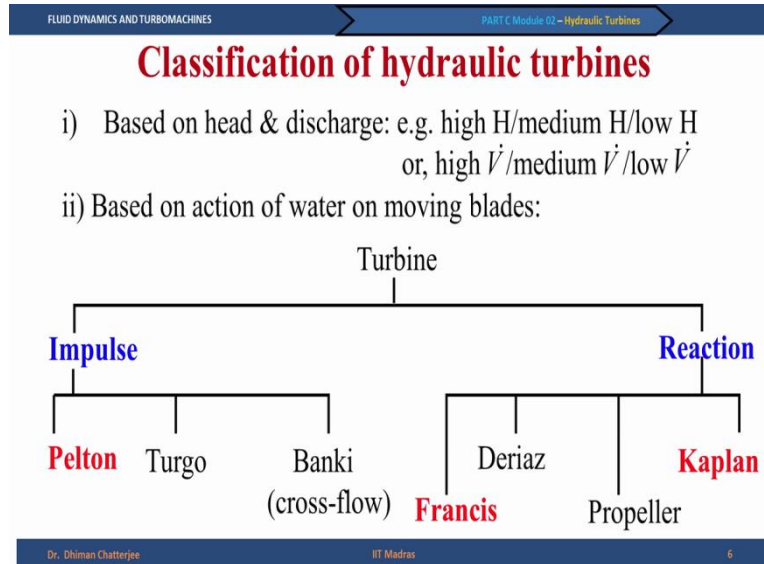 FLUID DYNAMICS AND TURBOMACHINES
PART C Module 02 – Hydraulic Turbines
Classification of hydraulic turbines
i) Based on head & discharge: e.g. high H/medium H/low H
or, high V̇/medium V̇/low V̇
ii) Based on action of water on moving blades:
Turbine
Impulse
Reaction
Pelton
Turgo
Banki
(cross-flow)
Francis
Deriaz
Propeller
Kaplan
Dr. Dhiman Chatterjee
IIT Madras
6